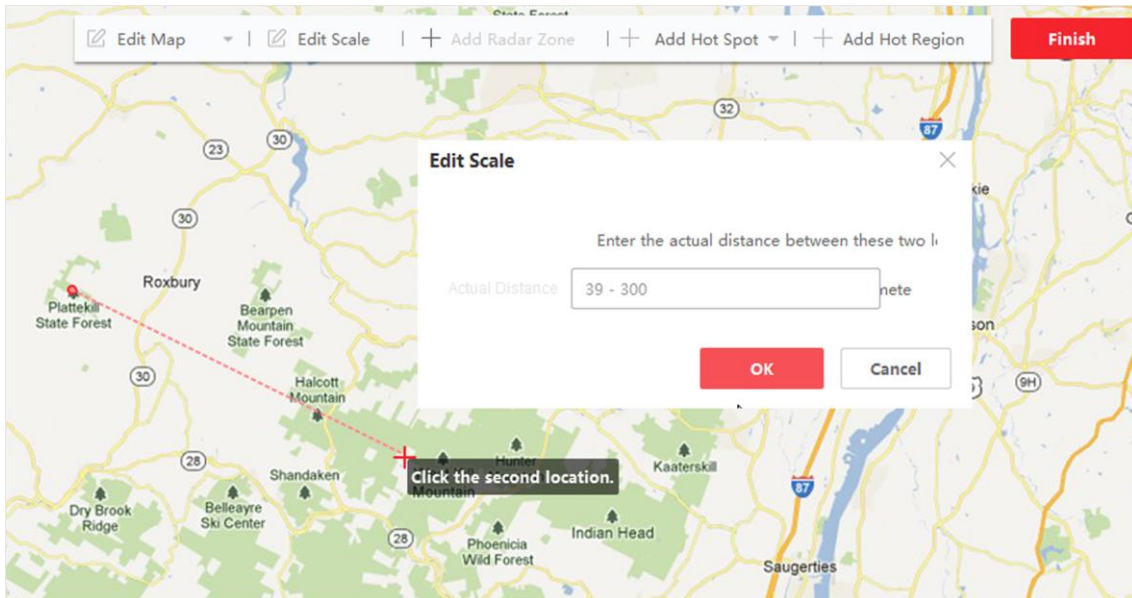 State Forest
Edit Map | Edit Scale | Add Radar Zone | Add Hot Spot | Add Hot Region
Finish
32
87
23
30
Edit Scale
kie
30
Enter the actual distance between these two l
Roxbury
Actual Distance
39 - 300
nete
Plattekill
State Forest
Bearpen
Mountain
State Forest
son
OK
Cancel
30
Halcott
Mountain
9H
28
Hunter
Click the second location.
Mountain
Shandaken
Kaaterskill
87
Dry Brook
Ridge
Belleayre
Ski Center
28
Phoenicia
Wild Forest
Indian Head
Saugerties